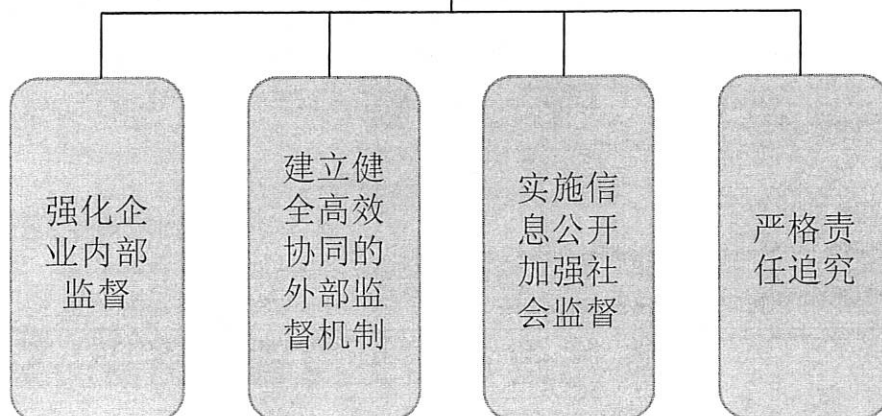 强化企
业内部
监督
建立健
全高效
协同的
外部监
督机制
实施信
息公开
加强社
会监督
严格责
任追究